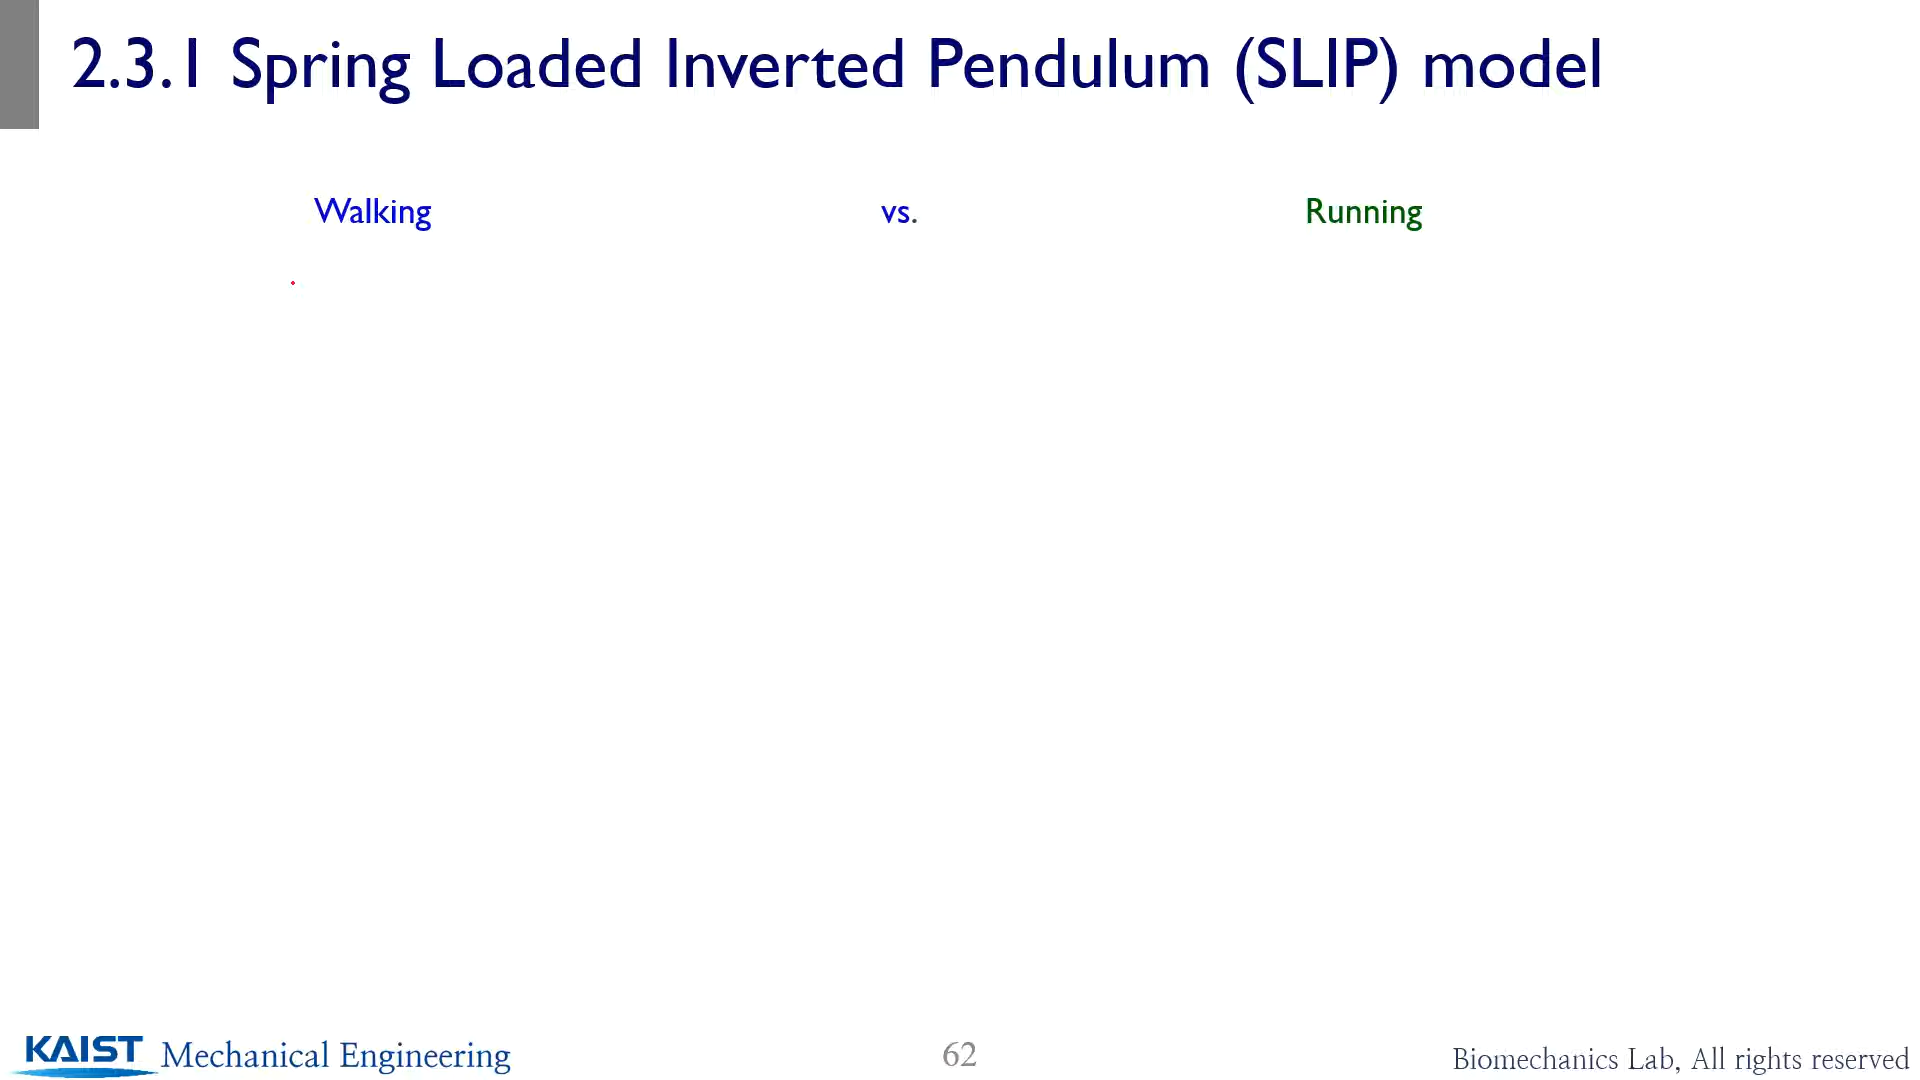 2.3.1 Spring Loaded Inverted Pendulum (SLIP) model
Walking vs. Running
KAIST Mechanical Engineering 62 Biomechanics Lab, All rights reserved